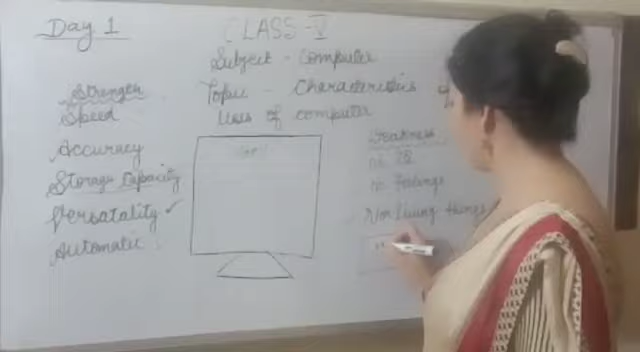 Day 1
CLASS - V
Subject - Computer
Topic - Characteristics of
Uses of computer
Strength
Speed
Accuracy
Storage Capacity
Versatality ✓
Automatic
Weakness
no IQ
no Feelings
Non Living things